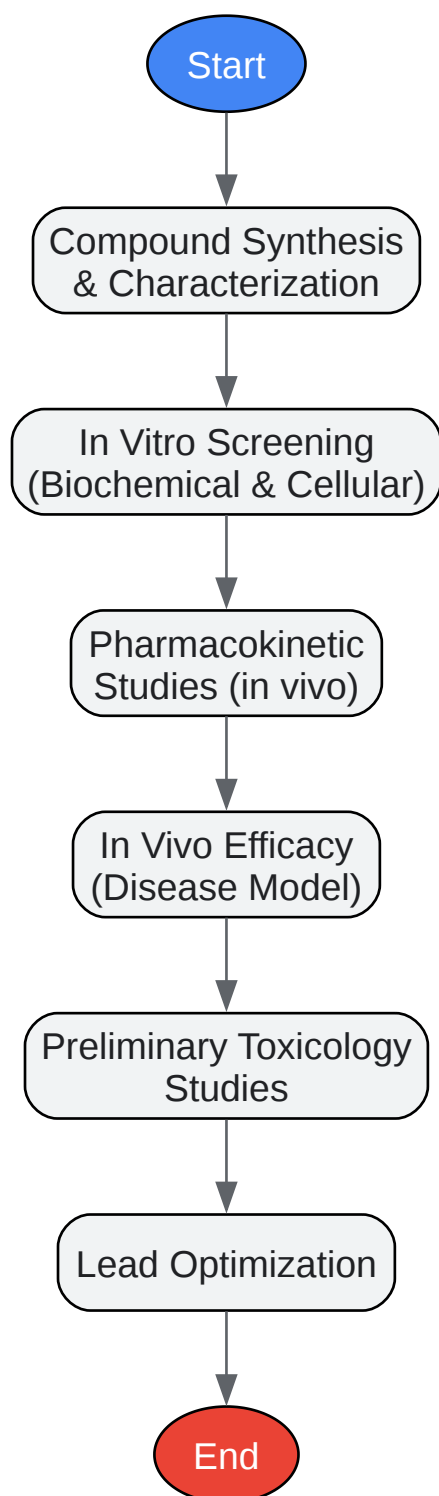 Start
Compound Synthesis
& Characterization
In Vitro Screening
(Biochemical & Cellular)
Pharmacokinetic
Studies (in vivo)
In Vivo Efficacy
(Disease Model)
Preliminary Toxicology
Studies
Lead Optimization
End